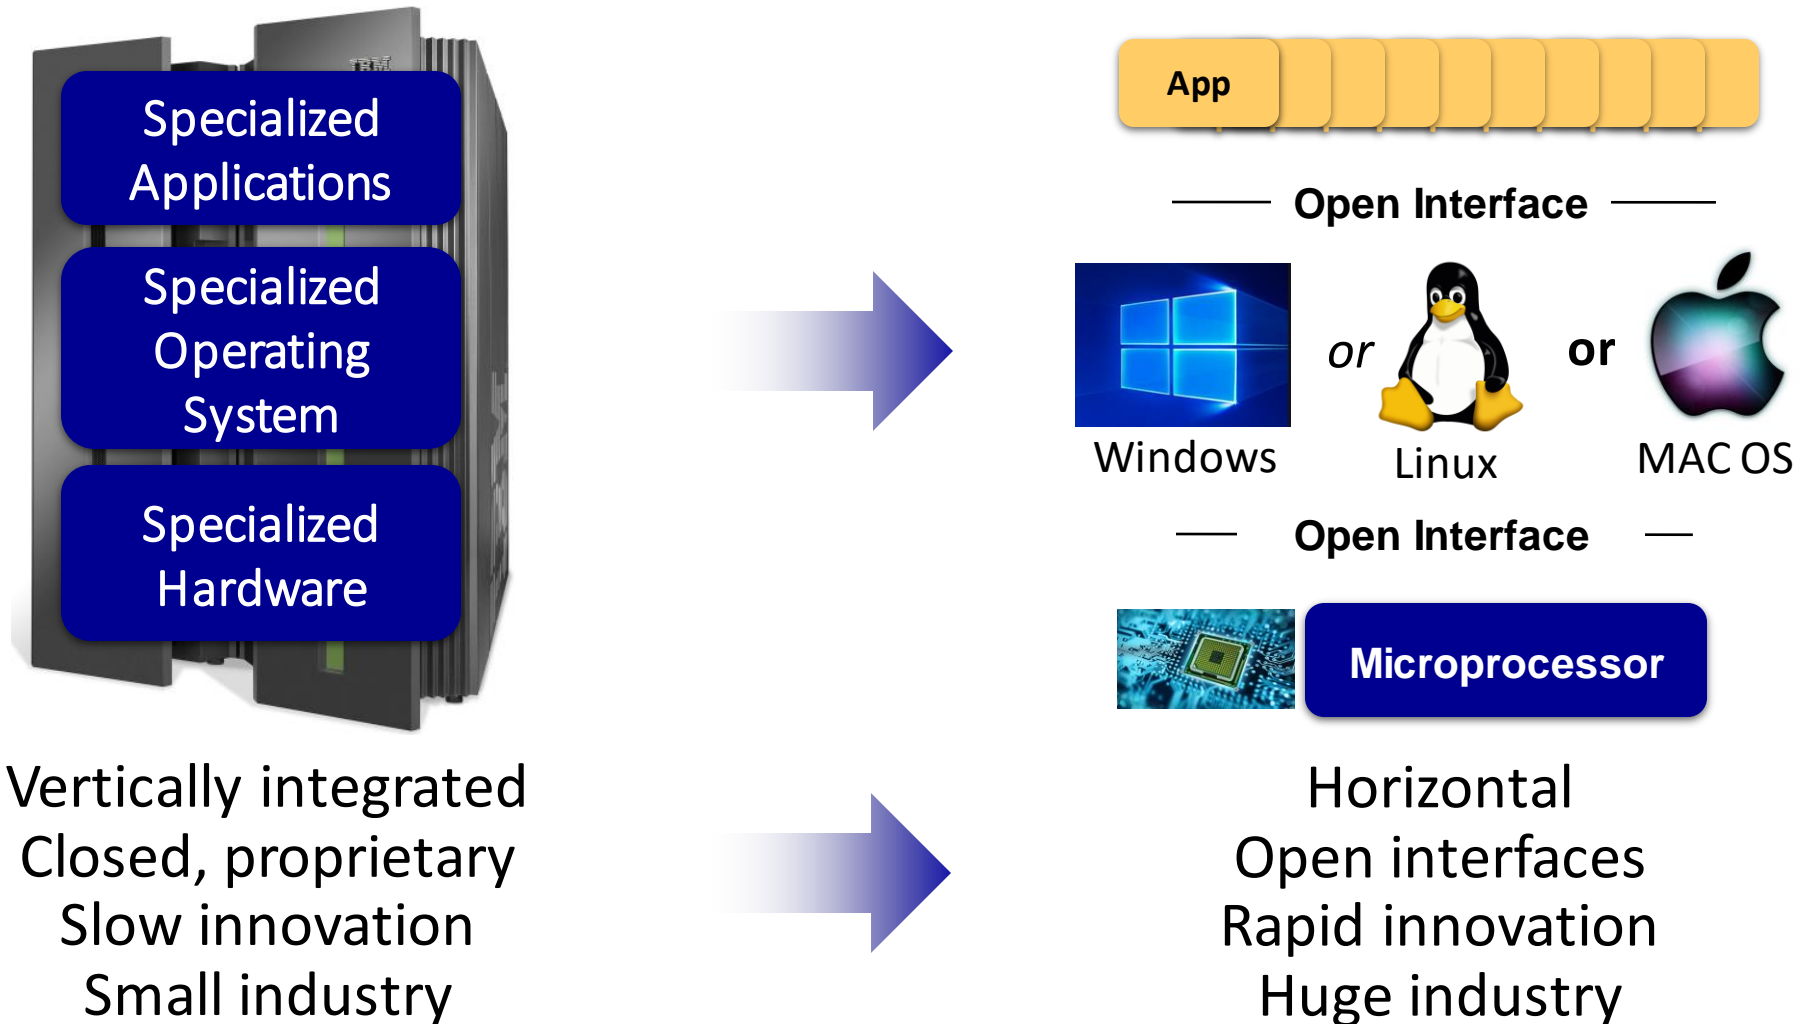 IBM
Specialized
Applications
Specialized
Operating
System
Specialized
Hardware
Vertically integrated
Closed, proprietary
Slow innovation
Small industry
App
Open Interface
or
or
Windows
Linux
MAC OS
Open Interface
Microprocessor
Horizontal
Open interfaces
Rapid innovation
Huge industry